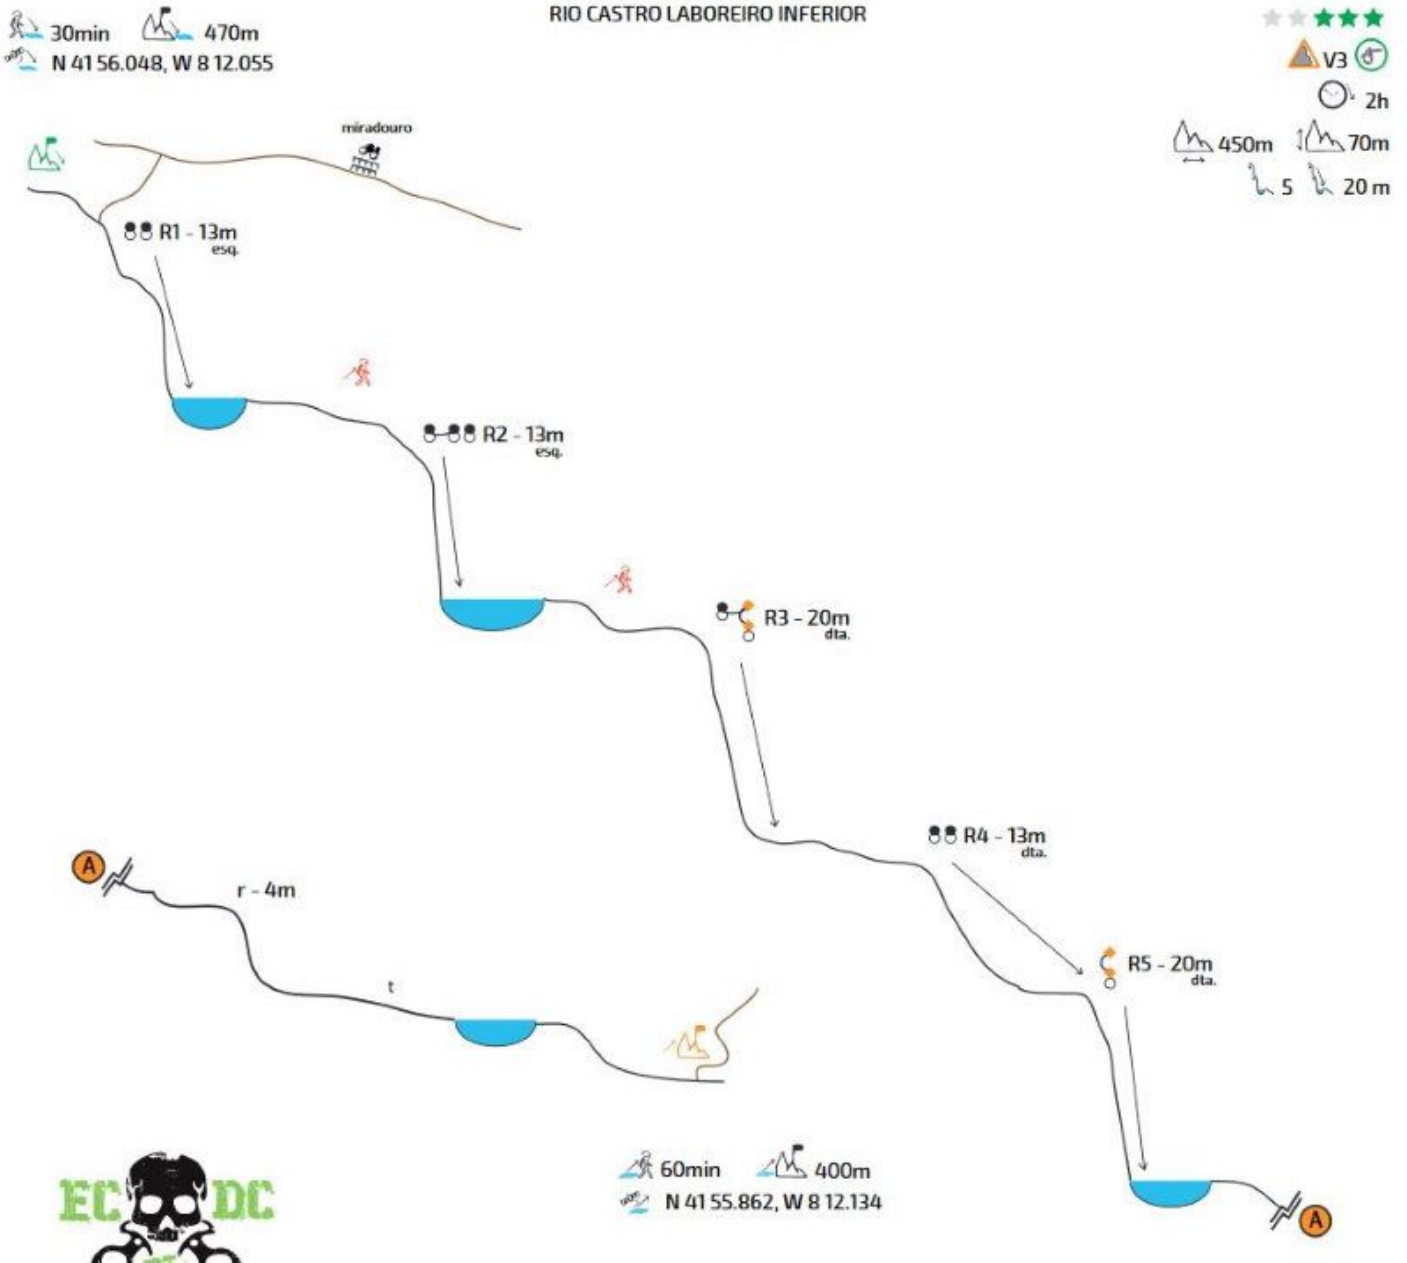 RIO CASTRO LABOREIRO INFERIOR
30min 470m
N 41 56.048, W 8 12.055
V3
2h
450m 70m
5 20 m
miradouro
R1 - 13m
esq.
R2 - 13m
esq.
R3 - 20m
dta.
R4 - 13m
dta.
R5 - 20m
dta.
A
A
r - 4m
t
60min 400m
N 41 55.862, W 8 12.134
EC DC